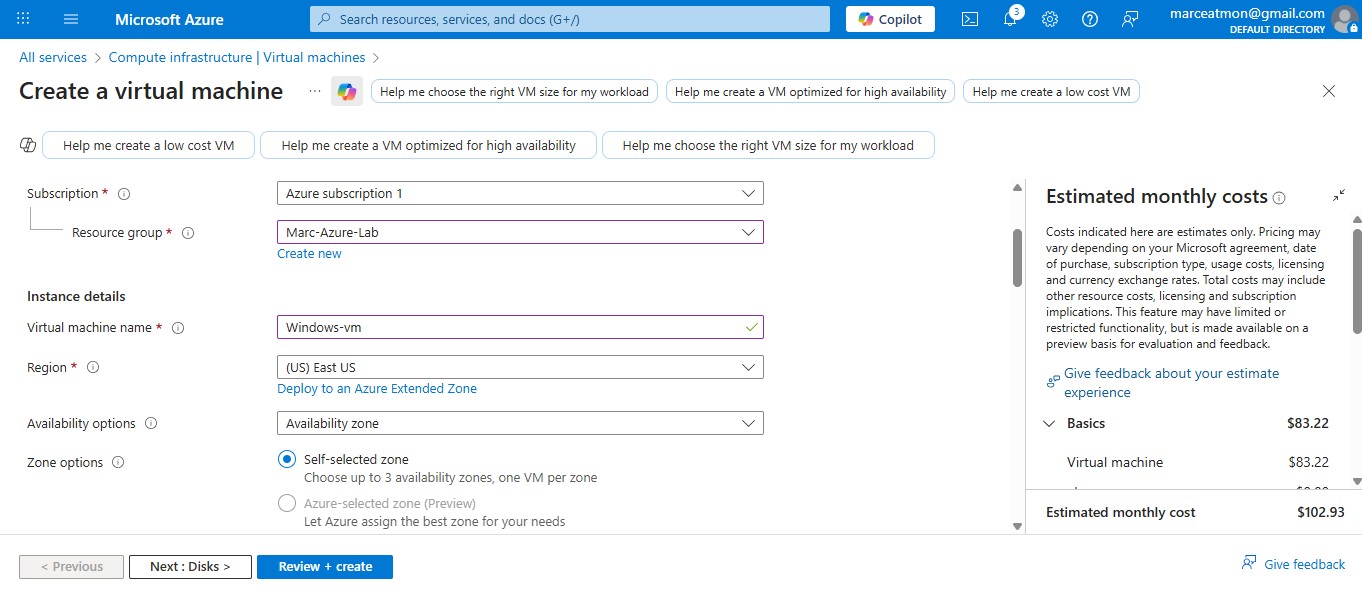 Microsoft Azure
Search resources, services, and docs (G+/)
Copilot
3
marceatmon@gmail.com
DEFAULT DIRECTORY
All services > Compute infrastructure | Virtual machines >
Create a virtual machine
...
Help me choose the right VM size for my workload
Help me create a VM optimized for high availability
Help me create a low cost VM
Help me create a low cost VM
Help me create a VM optimized for high availability
Help me choose the right VM size for my workload
Subscription *
Azure subscription 1
Resource group *
Marc-Azure-Lab
Create new
Instance details
Virtual machine name *
Windows-vm
Region *
(US) East US
Deploy to an Azure Extended Zone
Availability options
Availability zone
Zone options
Self-selected zone
Choose up to 3 availability zones, one VM per zone
Azure-selected zone (Preview)
Let Azure assign the best zone for your needs
Estimated monthly costs
Costs indicated here are estimates only. Pricing may
vary depending on your Microsoft agreement, date
of purchase, subscription type, usage costs, licensing
and currency exchange rates. Total costs may include
other resource costs, licensing and subscription
implications. This feature may have limited or
restricted functionality, but is made available on a
preview basis for evaluation and feedback.
Give feedback about your estimate
experience
Basics $83.22
Virtual machine $83.22
Estimated monthly cost $102.93
< Previous
Next : Disks >
Review + create
Give feedback